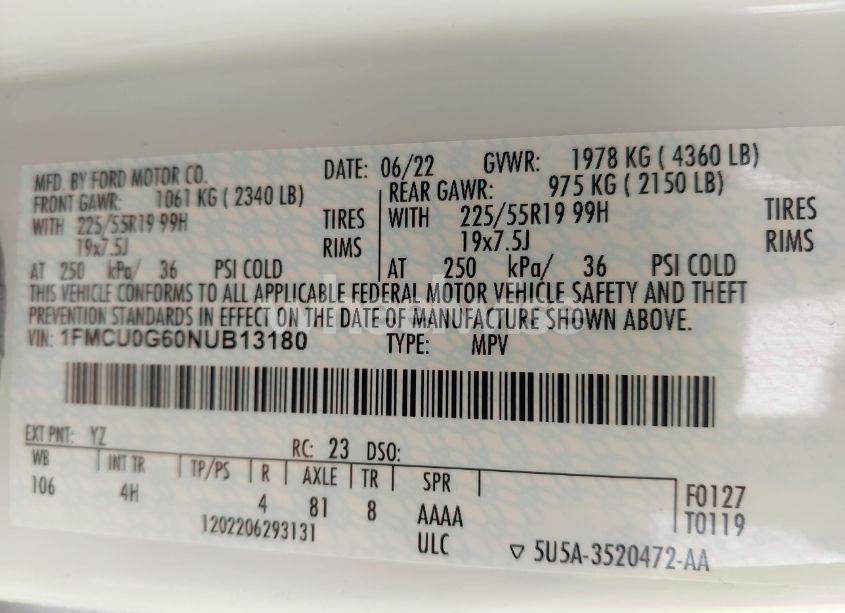 MFD. BY FORD MOTOR CO. DATE: 06/22 GVWR: 1978 KG ( 4360 LB)
FRONT GAWR: 1061 KG ( 2340 LB) REAR GAWR: 975 KG ( 2150 LB)
WITH 225/55R19 99H TIRES WITH 225/55R19 99H TIRES
19x7.5J RIMS 19x7.5J RIMS
AT 250 kPa/ 36 PSI COLD AT 250 kPa/ 36 PSI COLD
THIS VEHICLE CONFORMS TO ALL APPLICABLE FEDERAL MOTOR VEHICLE SAFETY AND THEFT
PREVENTION STANDARDS IN EFFECT ON THE DATE OF MANUFACTURE SHOWN ABOVE.
VIN: 1FMCU0G60NUB13180 TYPE: MPV
EXT PNT: YZ RC: 23 DSO:
WB INT TR TP/PS R AXLE TR SPR
106 4H 4 81 8 AAAA
F0127
T0119
1202206293131 ULC ▽ 5U5A-3520472-AA